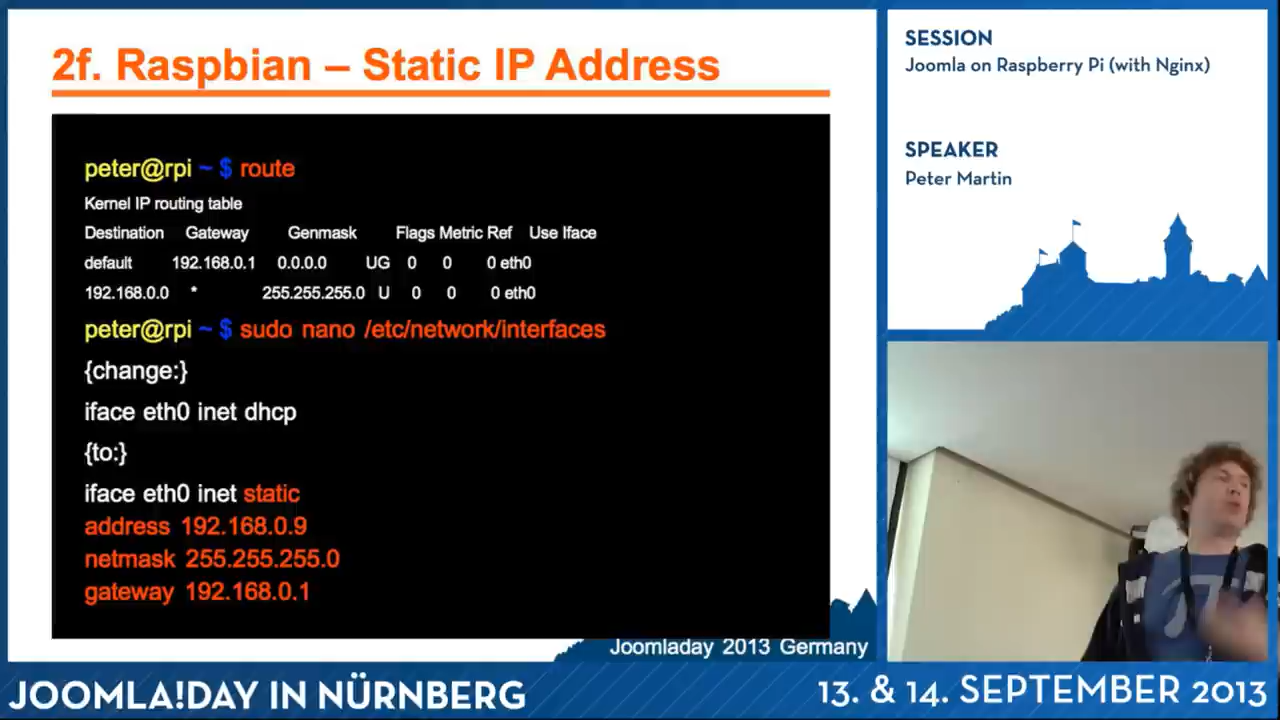 2f. Raspbian – Static IP Address
peter@rpi ~ $ route
Kernel IP routing table
Destination Gateway Genmask Flags Metric Ref Use Iface
default 192.168.0.1 0.0.0.0 UG 0 0 0 eth0
192.168.0.0 * 255.255.255.0 U 0 0 0 eth0
peter@rpi ~ $ sudo nano /etc/network/interfaces
{change:}
iface eth0 inet dhcp
{to:}
iface eth0 inet static
address 192.168.0.9
netmask 255.255.255.0
gateway 192.168.0.1
Joomladay 2013 Germany
SESSION
Joomla on Raspberry Pi (with Nginx)
SPEAKER
Peter Martin
JOOMLA!DAY IN NÜRNBERG
13. & 14. SEPTEMBER 2013